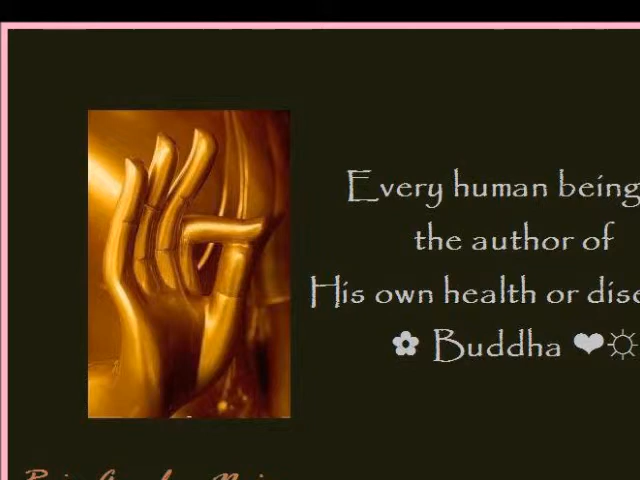 Every human being
the author of
His own health or dise
✿ Buddha ❤☼